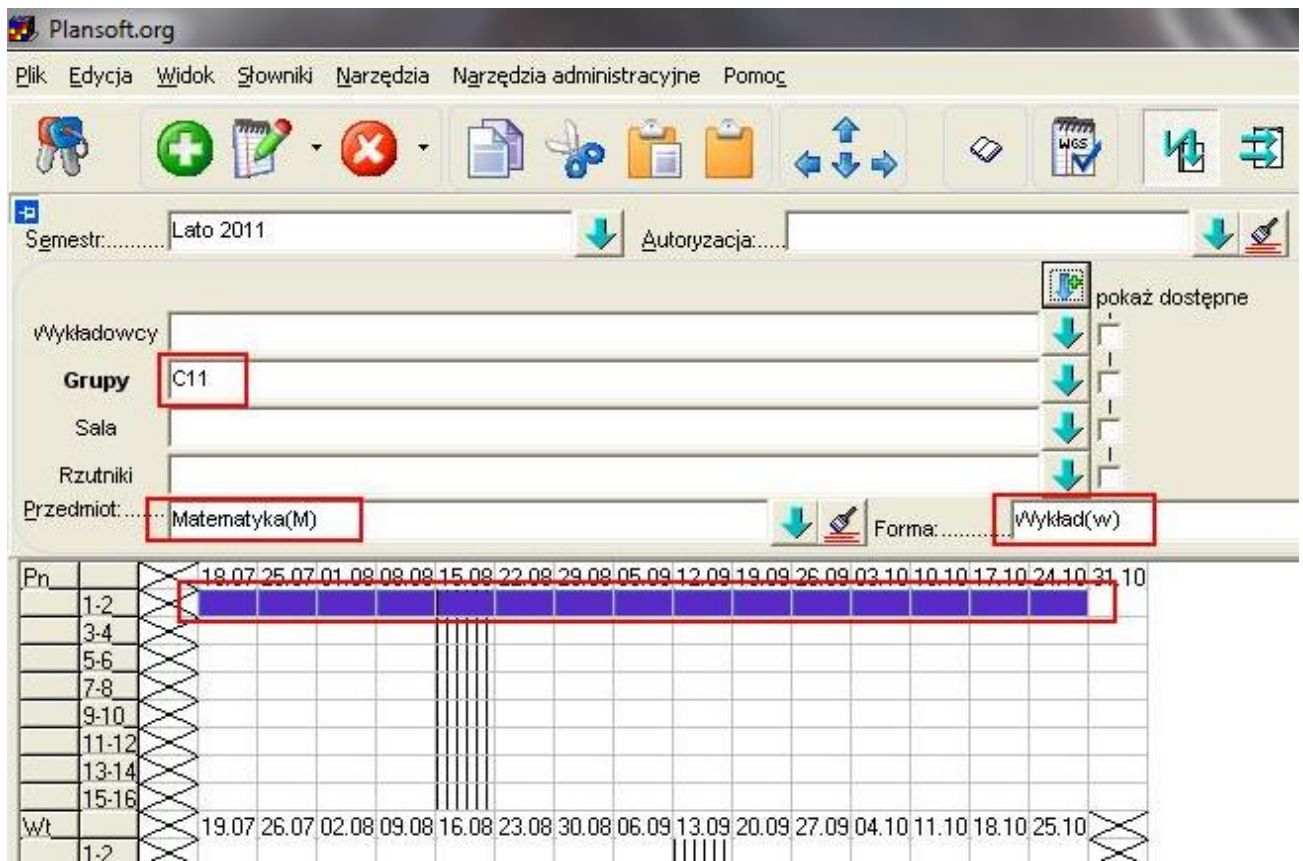 Plansoft.org
Plik Edycja Widok Słowniki Narzędzia Narzędzia administracyjne Pomoc
WGS
Semestr:.......... Lato 2011 Autoryzacja:.....
pokaż dostępne
Wykładowcy
Grupy C11
Sala
Rzutniki
Przedmiot:....... Matematyka(M) Forma:............ Wykład(w)
Pn 18.07 25.07 01.08 08.08 15.08 22.08 29.08 05.09 12.09 19.09 26.09 03.10 10.10 17.10 24.10 31.10
1-2
3-4
5-6
7-8
9-10
11-12
13-14
15-16
Wt 19.07 26.07 02.08 09.08 16.08 23.08 30.08 06.09 13.09 20.09 27.09 04.10 11.10 18.10 25.10
1-2